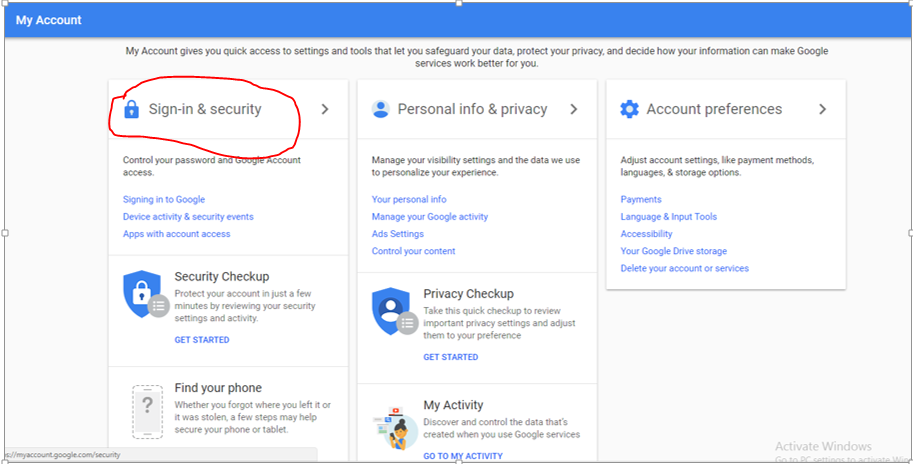 My Account
My Account gives you quick access to settings and tools that let you safeguard your data, protect your privacy, and decide how your information can make Google
services work better for you.
Sign-in & security
Control your password and Google Account
access.
Signing in to Google
Device activity & security events
Apps with account access
Security Checkup
Protect your account in just a few
minutes by reviewing your security
settings and activity.
GET STARTED
Find your phone
Whether you forgot where you left it or
it was stolen, a few steps may help
secure your phone or tablet.
Personal info & privacy
Manage your visibility settings and the data we use
to personalize your experience.
Your personal info
Manage your Google activity
Ads Settings
Control your content
Privacy Checkup
Take this quick checkup to review
important privacy settings and adjust
them to your preference
GET STARTED
My Activity
Discover and control the data that's
created when you use Google services
GO TO MY ACTIVITY
Account preferences
Adjust account settings, like payment methods,
languages, & storage options.
Payments
Language & Input Tools
Accessibility
Your Google Drive storage
Delete your account or services
s://myaccount.google.com/security
Activate Windows
Go to PC settings to activate Win